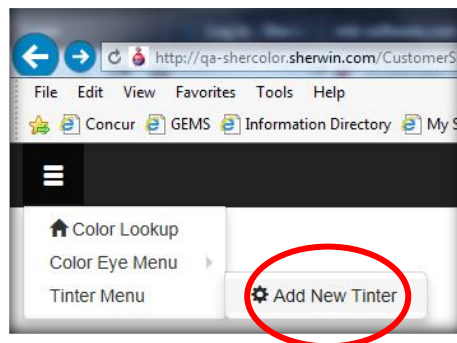 http://qa-shercolor.sherwin.com/CustomerS
File Edit View Favorites Tools Help
Concur GEMS Information Directory My S
Color Lookup
Color Eye Menu
Tinter Menu
Add New Tinter